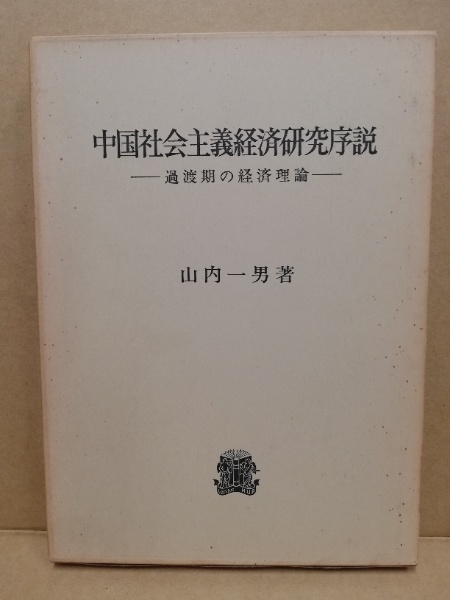 中国社会主義経済研究序説
——過渡期の経済理論——
山内一男著